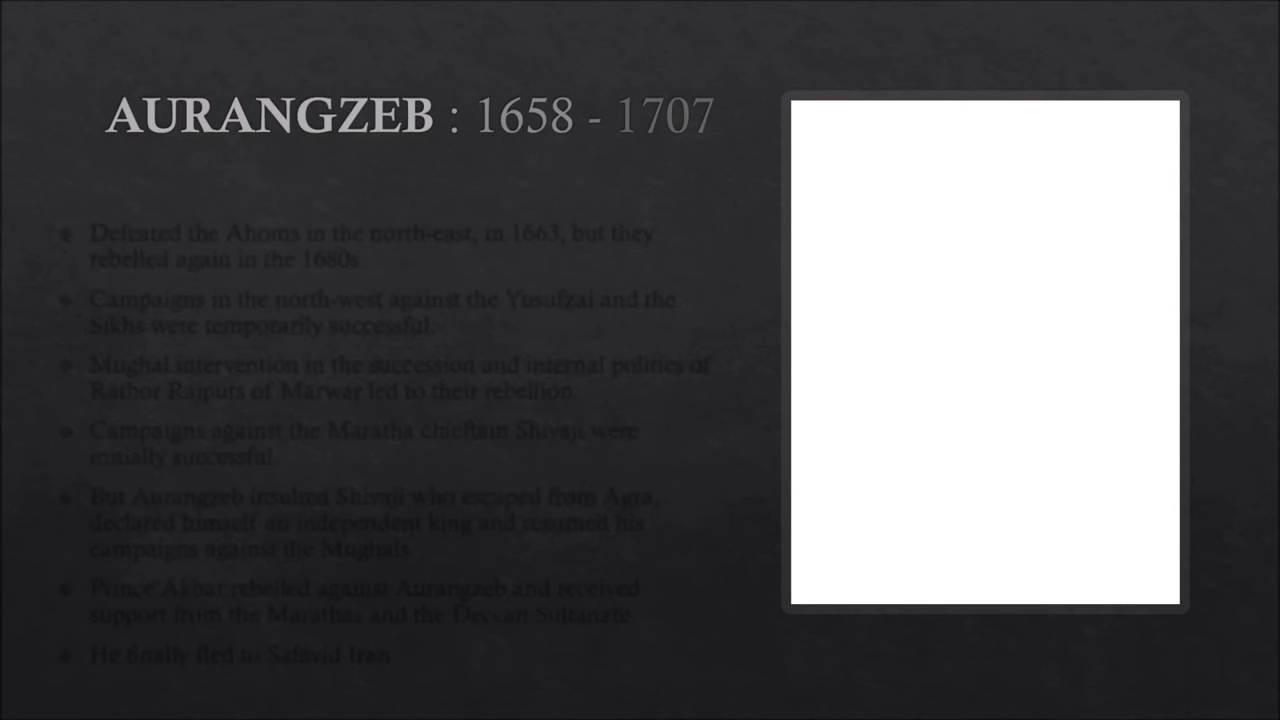 AURANGZEB : 1658 - 1707
Defeated the Ahoms in the north-east, in 1663, but they
rebelled again in the 1680s.
Campaigns in the north-west against the Yusufzai and the
Sikhs were temporarily successful.
Mughal intervention in the succession and internal politics of
Rathor Rajputs of Marwar led to their rebellion.
Campaigns against the Maratha chieftain Shivaji were
initially successful.
But Aurangzeb insulted Shivaji who escaped from Agra,
declared himself an independent king and resumed his
campaigns against the Mughals.
Prince Akbar rebelled against Aurangzeb and received
support from the Marathas and the Deccan Sultanate.
He finally fled to Safavid Iran.